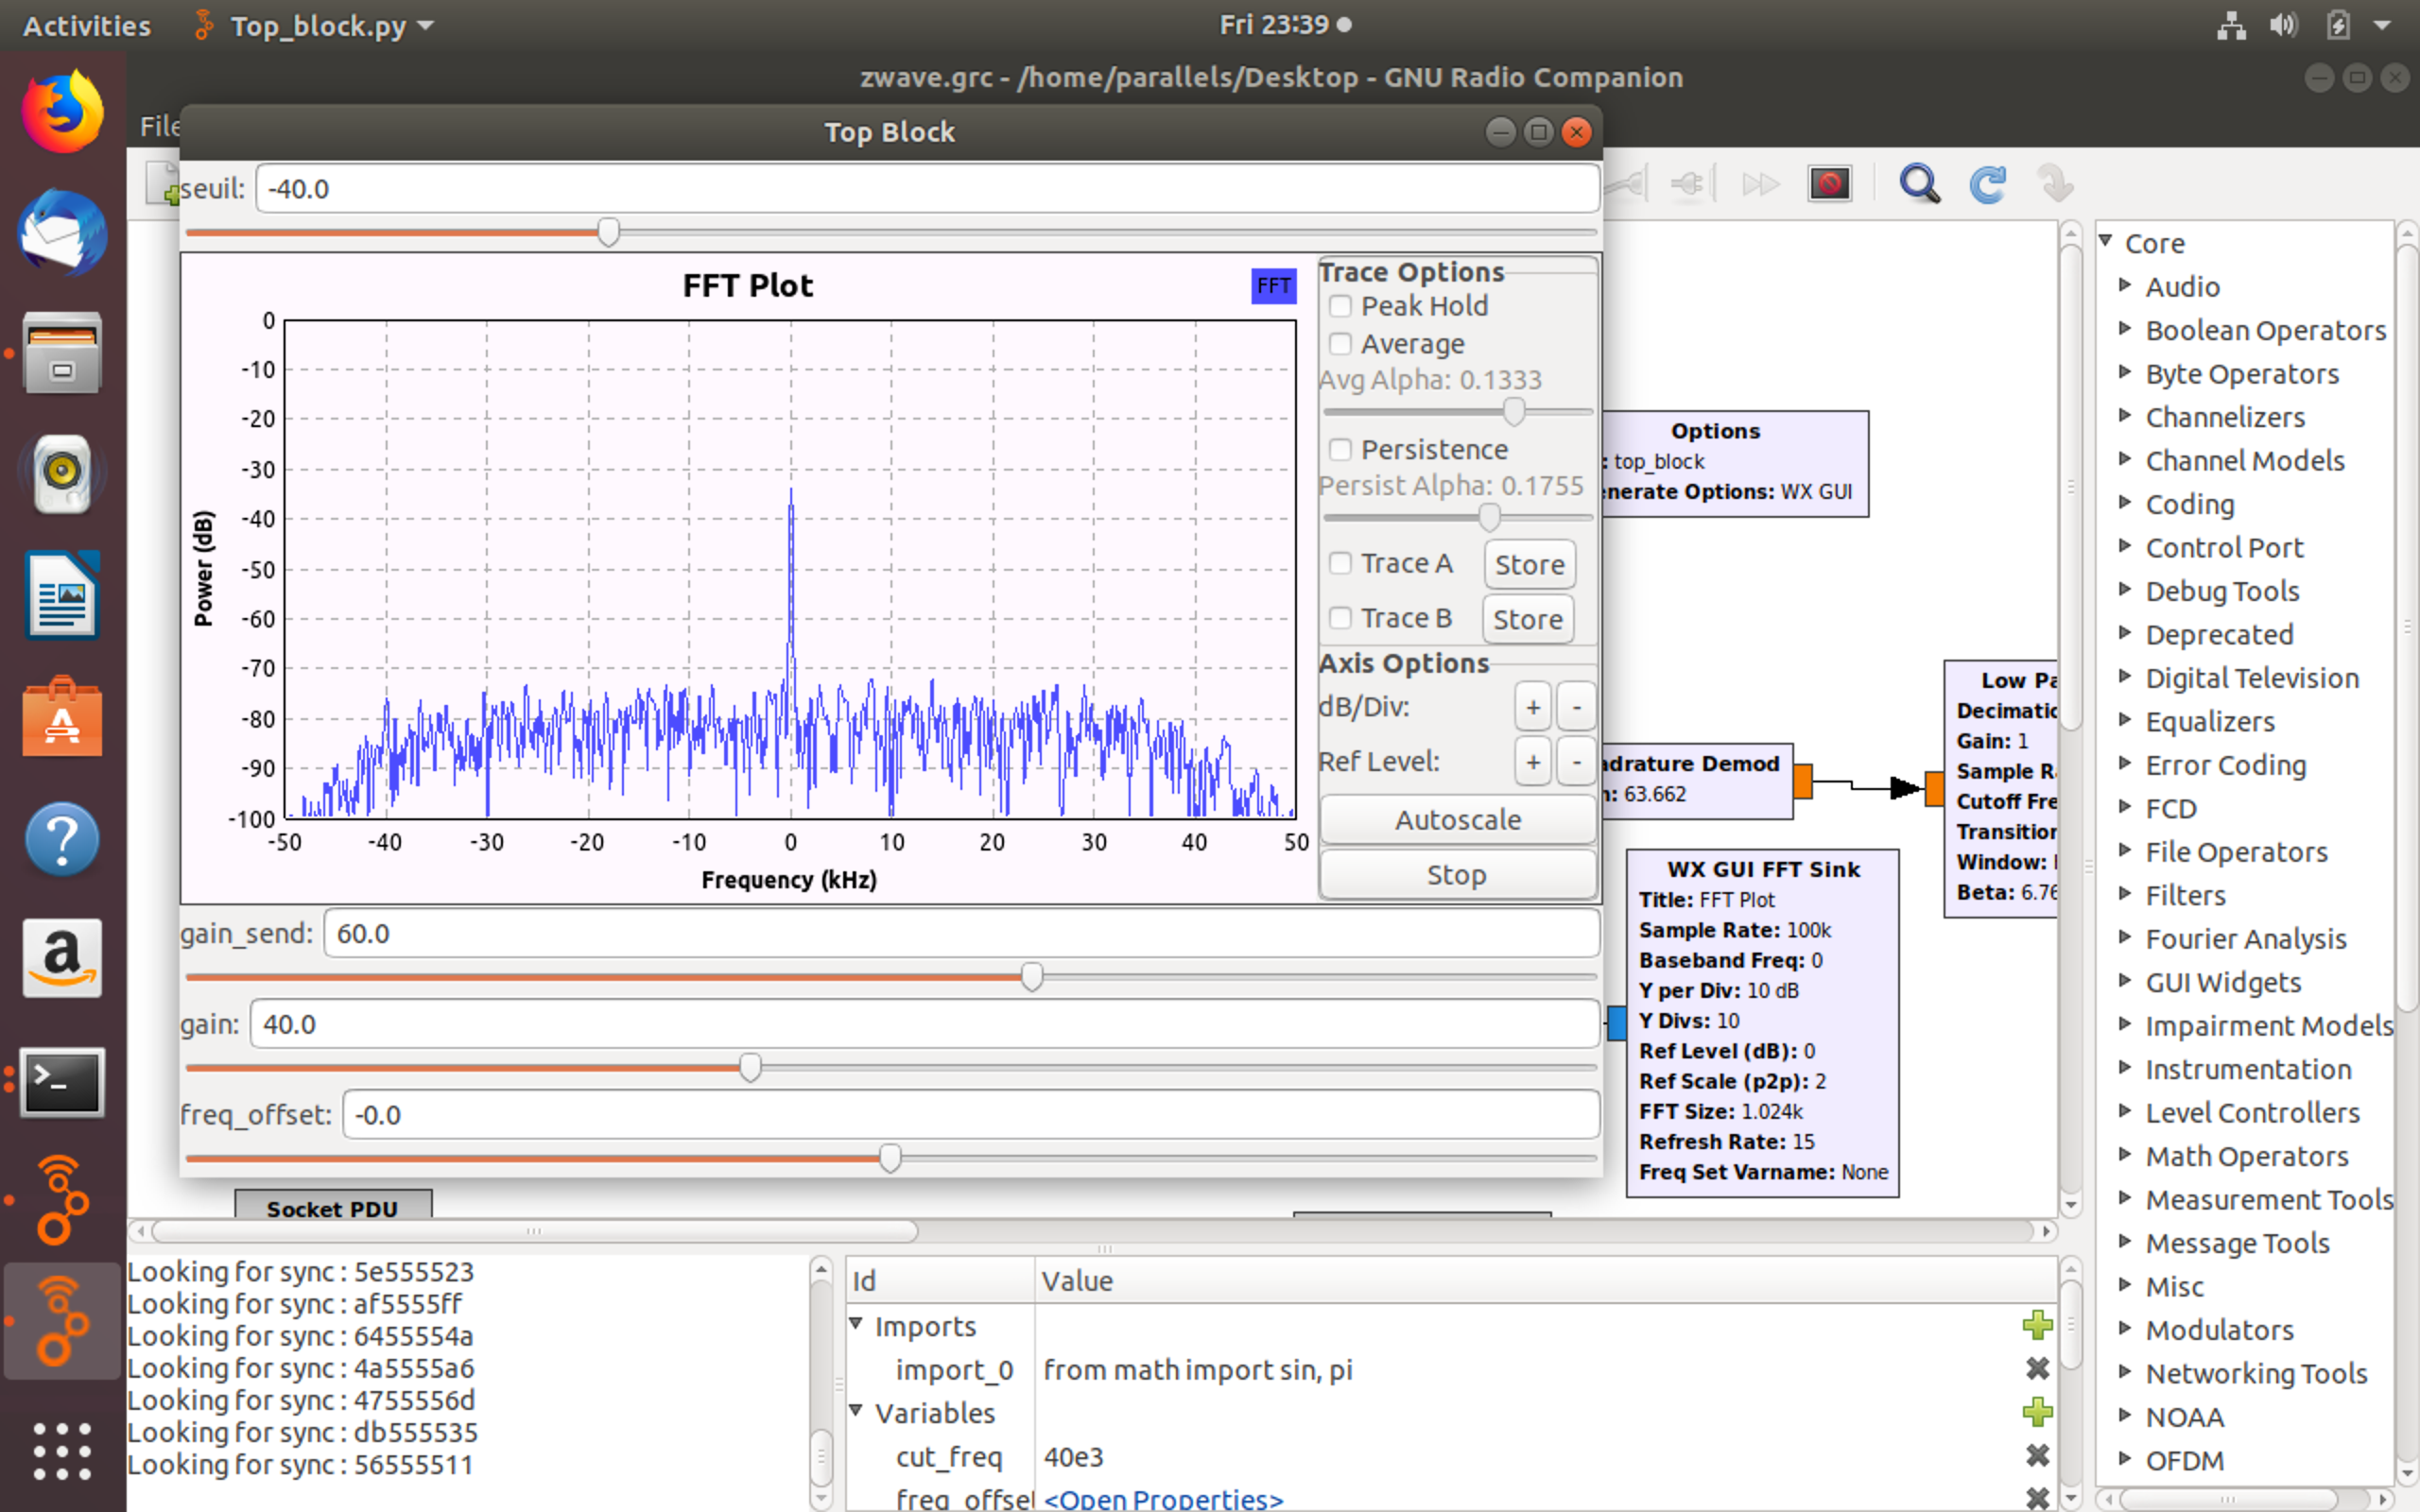 Activities
Top_block.py
Fri 23:39
zwave.grc - /home/parallels/Desktop - GNU Radio Companion
File
Top Block
seuil: -40.0
FFT Plot
FFT
0
-10
-20
-30
-40
-50
-60
-70
-80
-90
-100
Power (dB)
-50 -40 -30 -20 -10 0 10 20 30 40 50
Frequency (kHz)
Trace Options
Peak Hold
Average
Avg Alpha: 0.1333
Persistence
Persist Alpha: 0.1755
Trace A Store
Trace B Store
Axis Options
dB/Div: + -
Ref Level: + -
Autoscale
Stop
gain_send: 60.0
gain: 40.0
freq_offset: -0.0
Options
: top_block
enerate Options: WX GUI
adrature Demod
n: 63.662
Low Pa
Decimatio
Gain: 1
Sample R
Cutoff Fre
Transition
Window:
Beta: 6.76
WX GUI FFT Sink
Title: FFT Plot
Sample Rate: 100k
Baseband Freq: 0
Y per Div: 10 dB
Y Divs: 10
Ref Level (dB): 0
Ref Scale (p2p): 2
FFT Size: 1.024k
Refresh Rate: 15
Freq Set Varname: None
Socket PDU
Looking for sync : 5e555523
Looking for sync : af5555ff
Looking for sync : 6455554a
Looking for sync : 4a5555a6
Looking for sync : 4755556d
Looking for sync : db555535
Looking for sync : 56555511
Id Value
Imports
import_0 from math import sin, pi
Variables
cut_freq 40e3
freq_offset <Open Properties>
Core
Audio
Boolean Operators
Byte Operators
Channelizers
Channel Models
Coding
Control Port
Debug Tools
Deprecated
Digital Television
Equalizers
Error Coding
FCD
File Operators
Filters
Fourier Analysis
GUI Widgets
Impairment Models
Instrumentation
Level Controllers
Math Operators
Measurement Tools
Message Tools
Misc
Modulators
Networking Tools
NOAA
OFDM